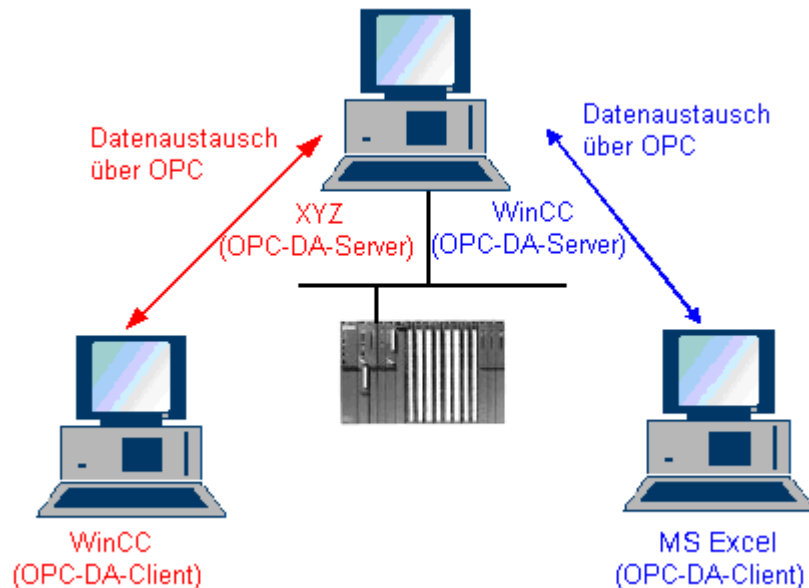 Datenaustausch
über OPC
Datenaustausch
über OPC
XYZ
(OPC-DA-Server)
WinCC
(OPC-DA-Server)
WinCC
(OPC-DA-Client)
MS Excel
(OPC-DA-Client)